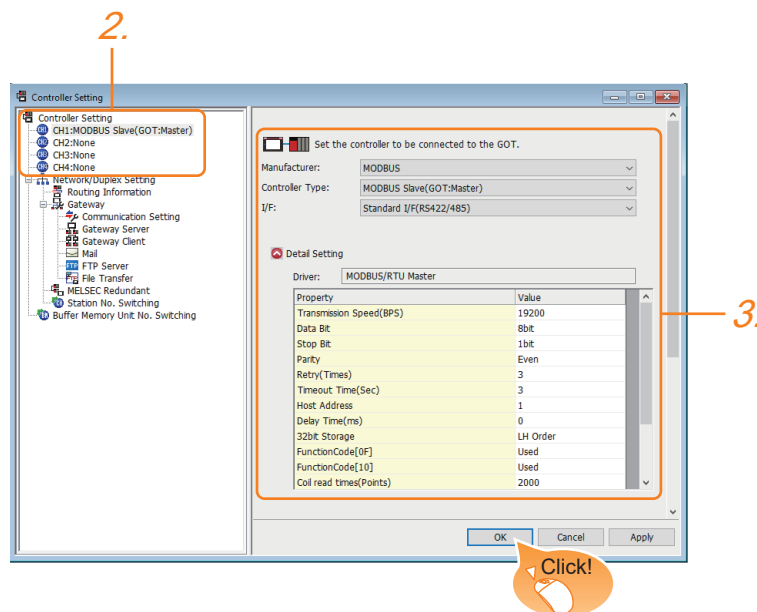 2.
Controller Setting
Controller Setting
CH1:MODBUS Slave(GOT:Master)
CH2:None
CH3:None
CH4:None
Network/Duplex Setting
Routing Information
Gateway
Communication Setting
Gateway Server
Gateway Client
Mail
FTP Server
File Transfer
MELSEC Redundant
Station No. Switching
Buffer Memory Unit No. Switching
Set the controller to be connected to the GOT.
Manufacturer: MODBUS
Controller Type: MODBUS Slave(GOT:Master)
I/F: Standard I/F(RS422/485)
Detail Setting
Driver: MODBUS/RTU Master
Property Value
Transmission Speed(BPS) 19200
Data Bit 8bit
Stop Bit 1bit
Parity Even
Retry(Times) 3
Timeout Time(Sec) 3
Host Address 1
Delay Time(ms) 0
32bit Storage LH Order
FunctionCode[0F] Used
FunctionCode[10] Used
Coil read times(Points) 2000
3.
OK Cancel Apply
Click!